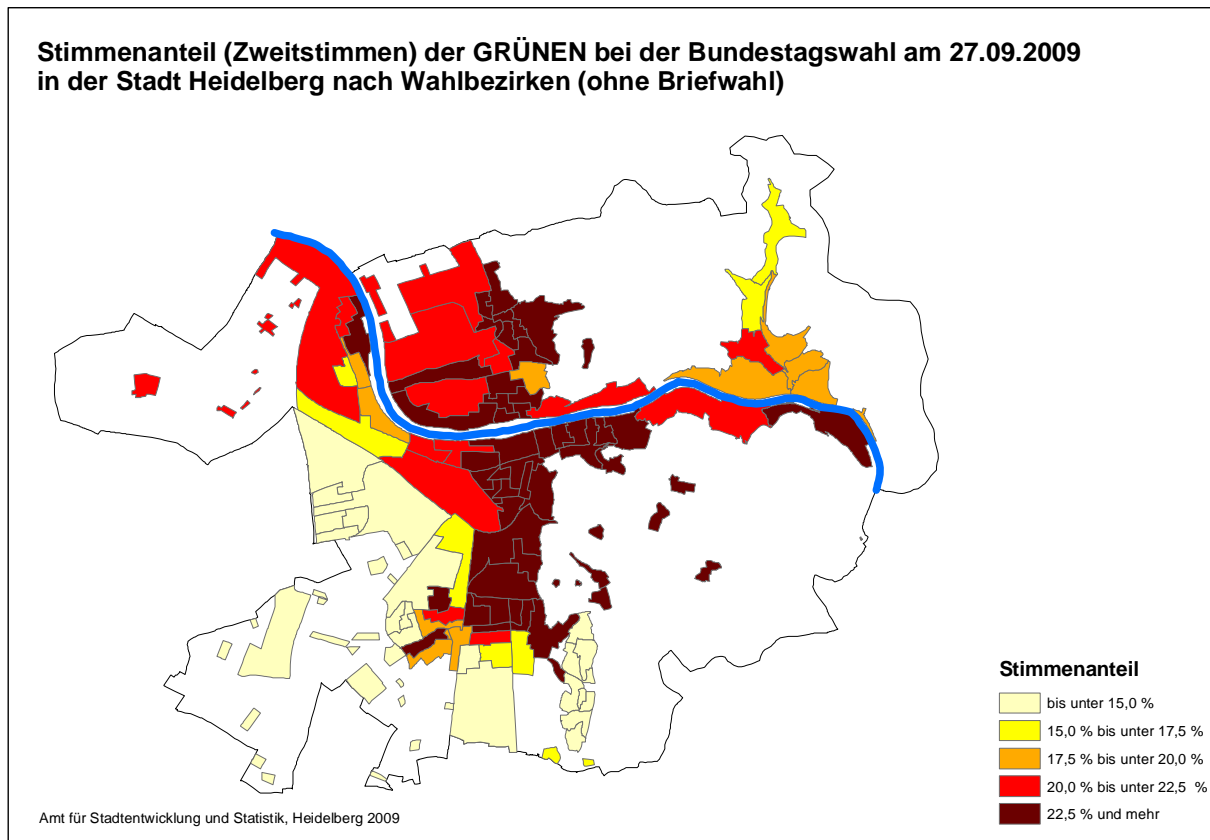 Stimmenanteil (Zweitstimmen) der GRÜNEN bei der Bundestagswahl am 27.09.2009
in der Stadt Heidelberg nach Wahlbezirken (ohne Briefwahl)
Stimmenanteil
bis unter 15,0 %
15,0 % bis unter 17,5 %
17,5 % bis unter 20,0 %
20,0 % bis unter 22,5 %
22,5 % und mehr
Amt für Stadtentwicklung und Statistik, Heidelberg 2009